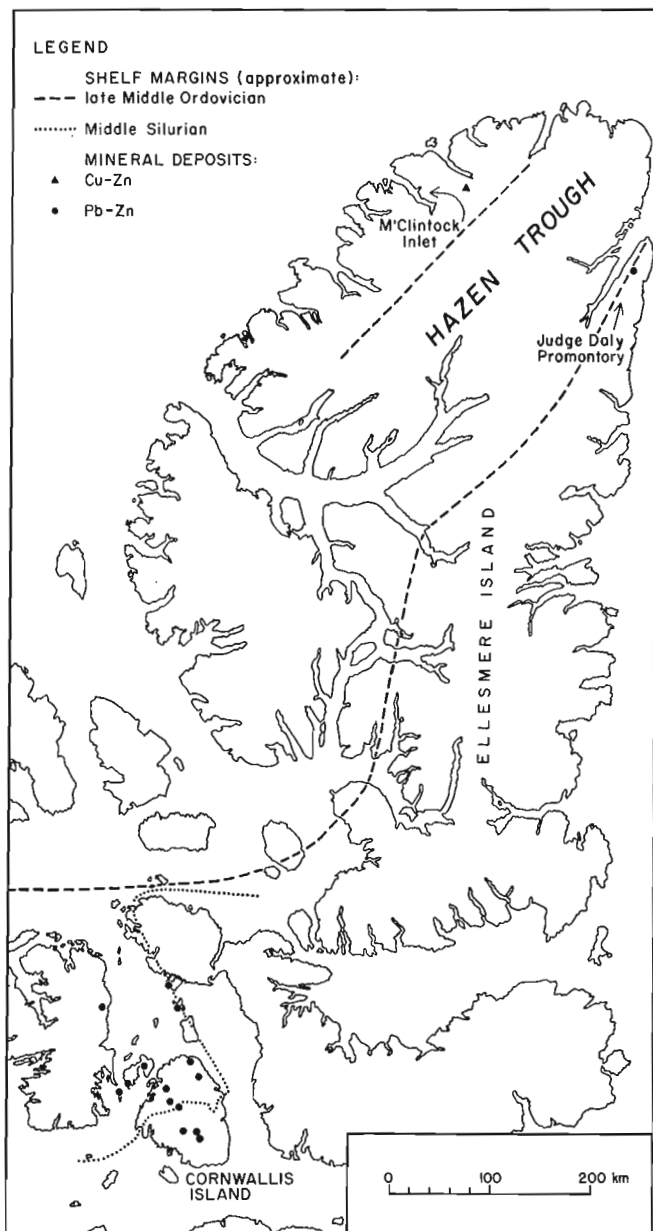 LEGEND
SHELF MARGINS (approximate):
late Middle Ordovician
Middle Silurian
MINERAL DEPOSITS:
Cu-Zn
Pb-Zn
M'Clintock
Inlet
HAZEN TROUGH
Judge Daly
Promontory
ELLESMERE ISLAND
CORNWALLIS
ISLAND
0 100 200 km